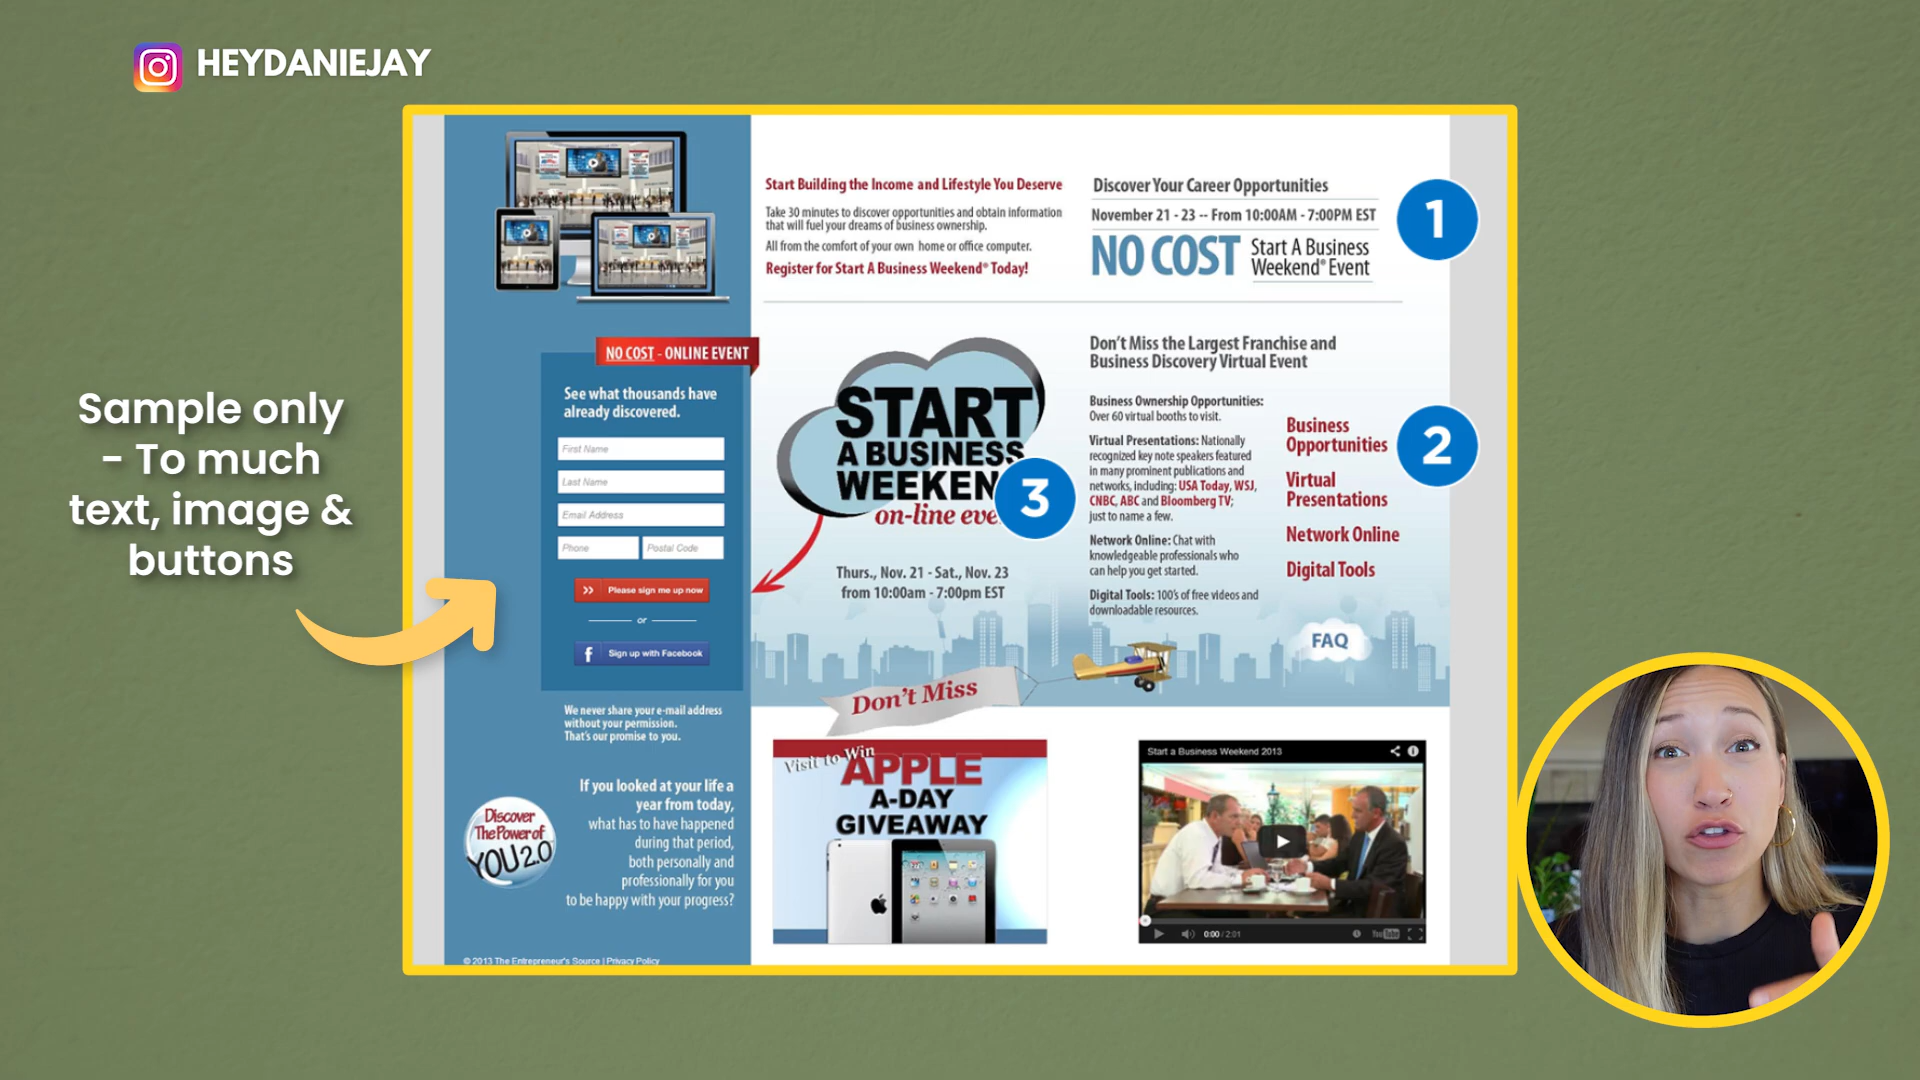 HEYDANIEJAY
Sample only
- To much
text, image &
buttons
NO COST - ONLINE EVENT
See what thousands have
already discovered.
First Name
Last Name
Email Address
Phone
Postal Code
>> Please sign me up now
or
f Sign up with Facebook
We never share your e-mail address
without your permission.
That's our promise to you.
If you looked at your life a
year from today,
what has to have happened
during that period,
both personally and
professionally for you
to be happy with your progress?
Discover
The Power of
YOU 2.0
© 2013 The Entrepreneur's Source | Privacy Policy
Start Building the Income and Lifestyle You Deserve
Take 30 minutes to discover opportunities and obtain information
that will fuel your dreams of business ownership.
All from the comfort of your own home or office computer.
Register for Start A Business Weekend® Today!
Discover Your Career Opportunities
November 21 - 23 -- From 10:00AM - 7:00PM EST
NO COST
Start A Business
Weekend® Event
1
START
A BUSINESS
WEEKEN
on-line eve
3
Thurs., Nov. 21 - Sat., Nov. 23
from 10:00am - 7:00pm EST
Don't Miss the Largest Franchise and
Business Discovery Virtual Event
Business Ownership Opportunities:
Over 60 virtual booths to visit.
Virtual Presentations: Nationally
recognized key note speakers featured
in many prominent publications and
networks, including: USA Today, WSJ,
CNBC, ABC and Bloomberg TV;
just to name a few.
Network Online: Chat with
knowledgeable professionals who
can help you get started.
Digital Tools: 100's of free videos and
downloadable resources.
Business
Opportunities
Virtual
Presentations
Network Online
Digital Tools
2
FAQ
Don't Miss
Visit to Win
APPLE
A-DAY
GIVEAWAY
Start a Business Weekend 2013
0:00 / 2:01
YouTube